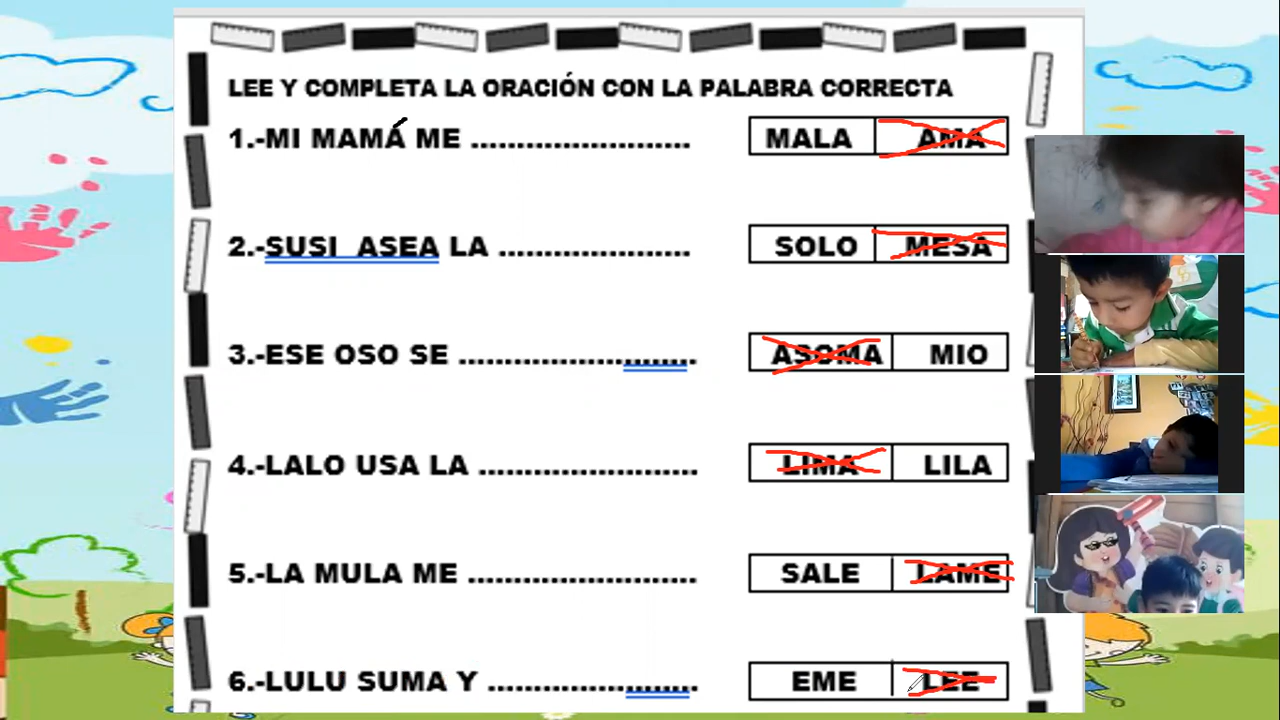 LEE Y COMPLETA LA ORACIÓN CON LA PALABRA CORRECTA
1.-MI MAMÁ ME ........................ MALA AMA
2.-SUSI ASEA LA ..................... MESA SOLO
3.-ESE OSO SE .......................... ASOMA MIO
4.-LALO USA LA ........................ LIMA LILA
5.-LA MULA ME ......................... SALE LAME
6.-LULU SUMA Y ....................... EME LEE